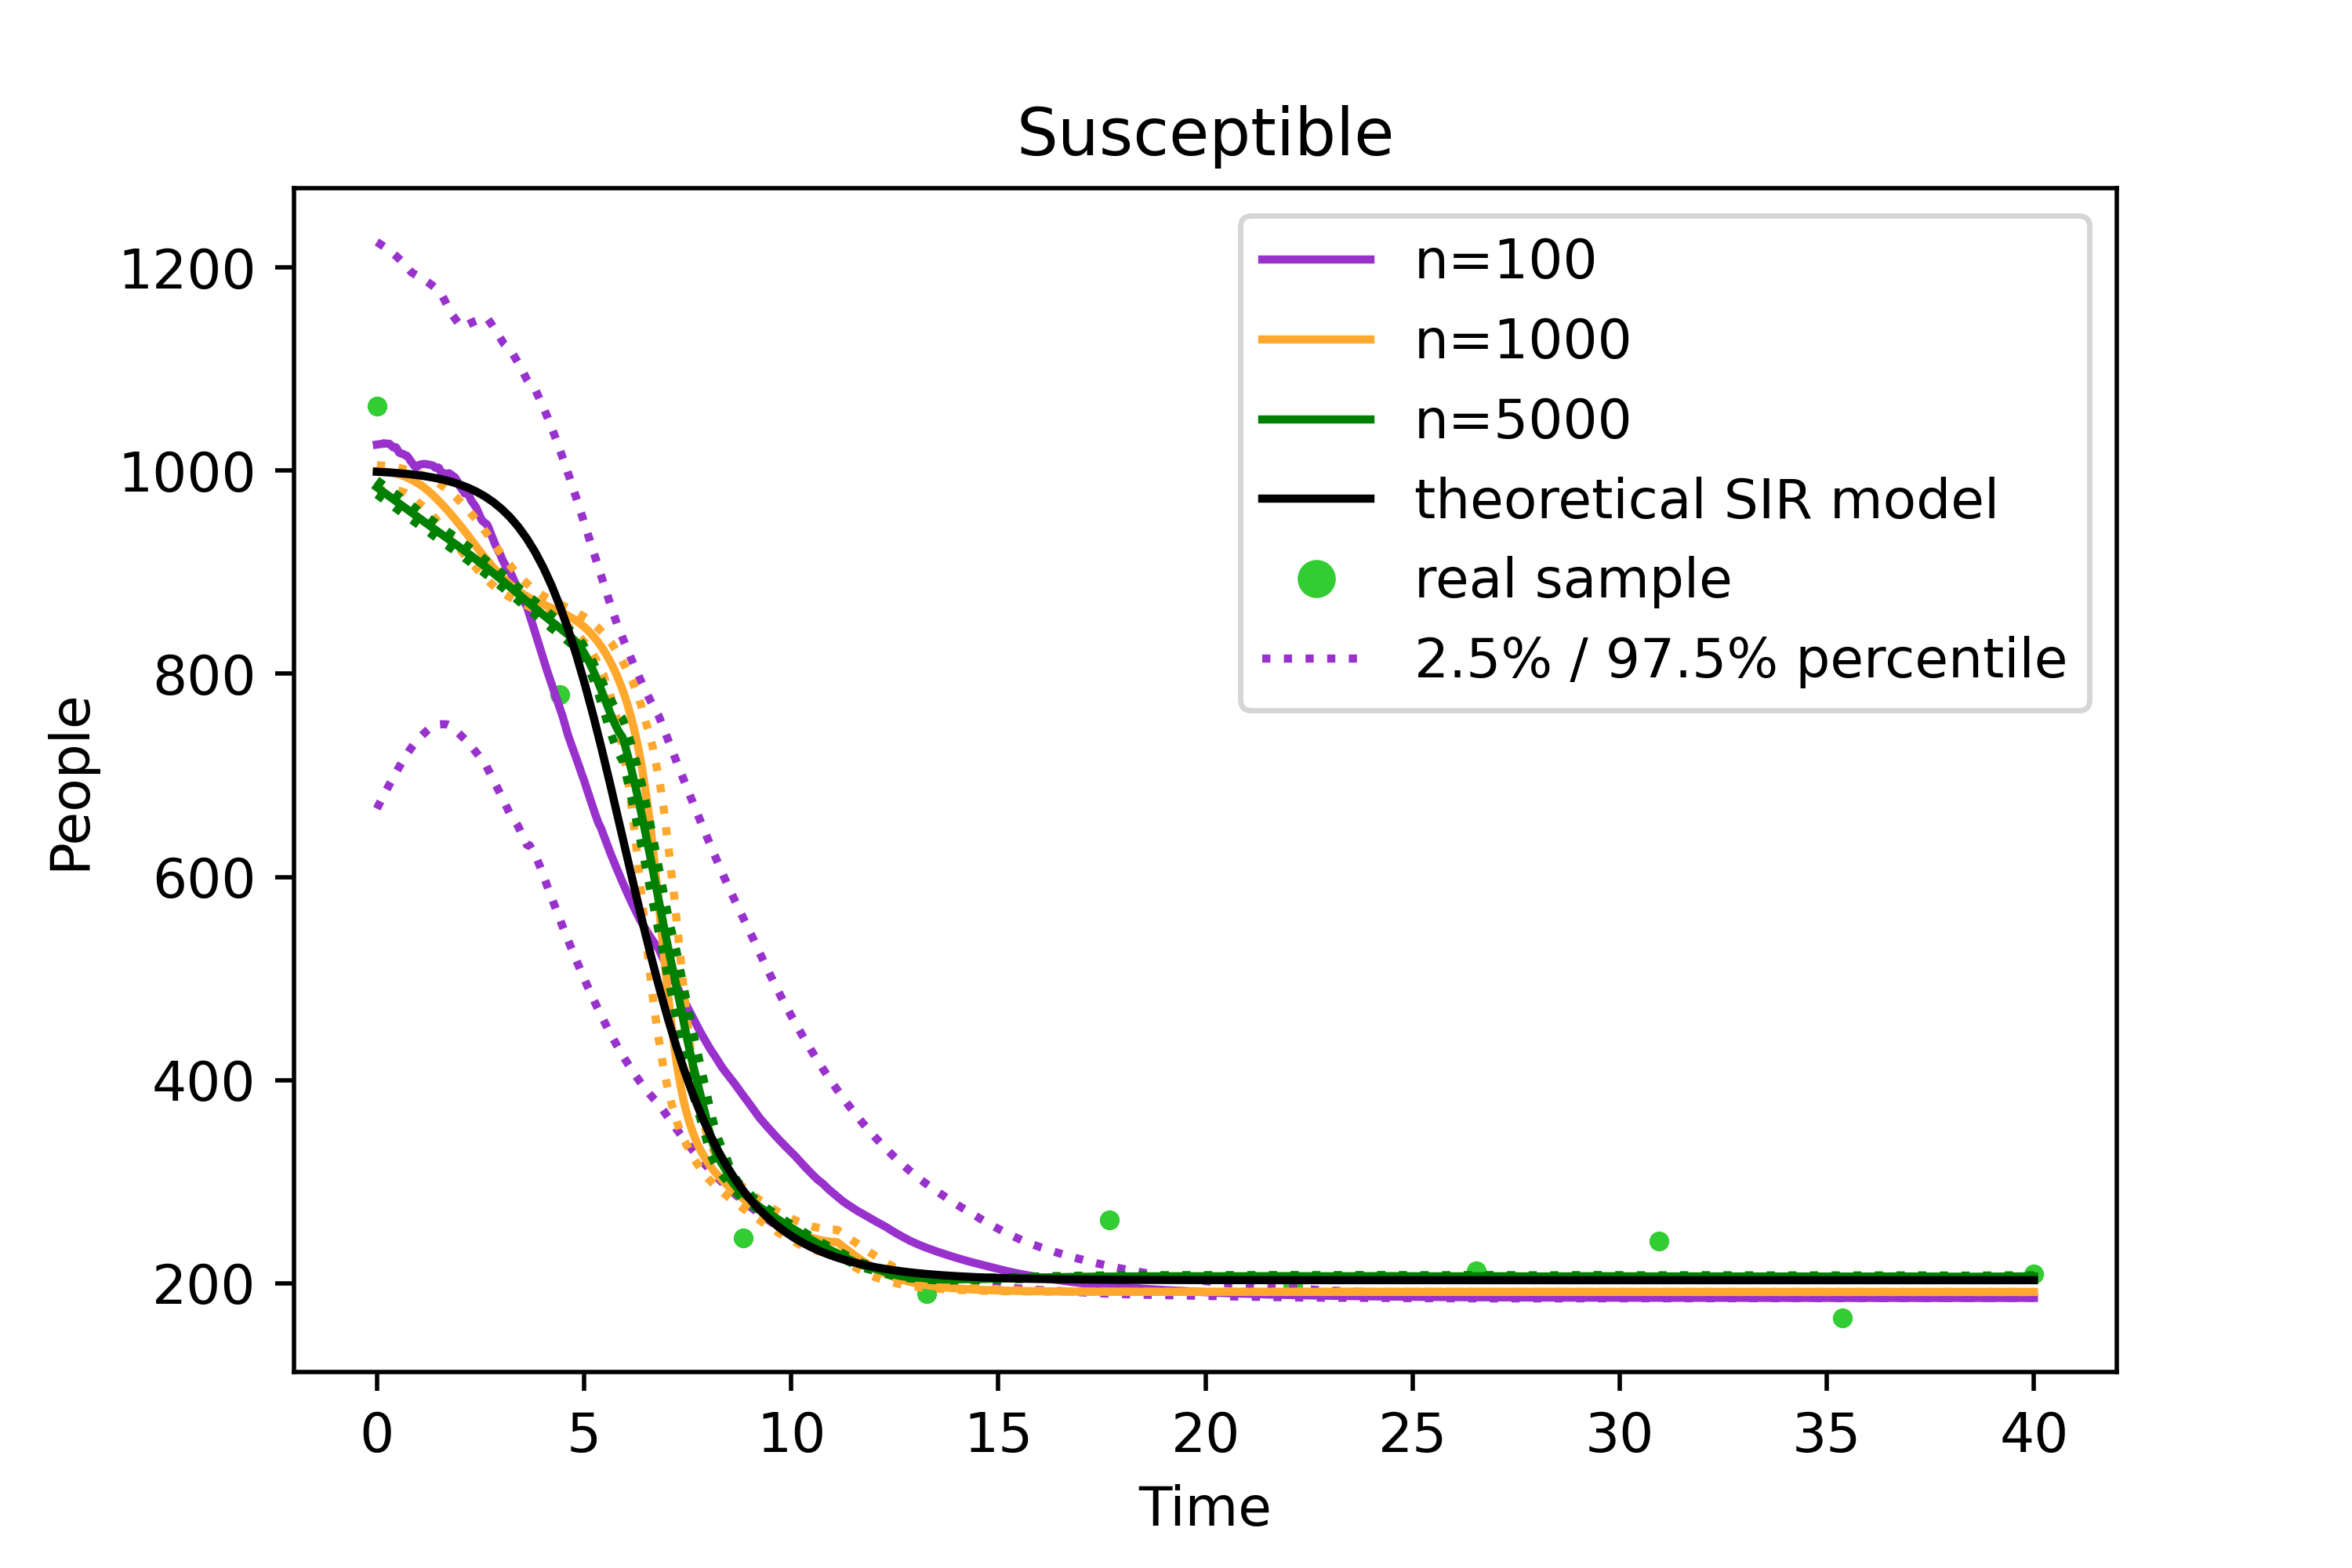 Susceptible
n=100
n=1000
n=5000
theoretical SIR model
real sample
2.5% / 97.5% percentile
1200
1000
800
600
400
200
People
0 5 10 15 20 25 30 35 40
Time